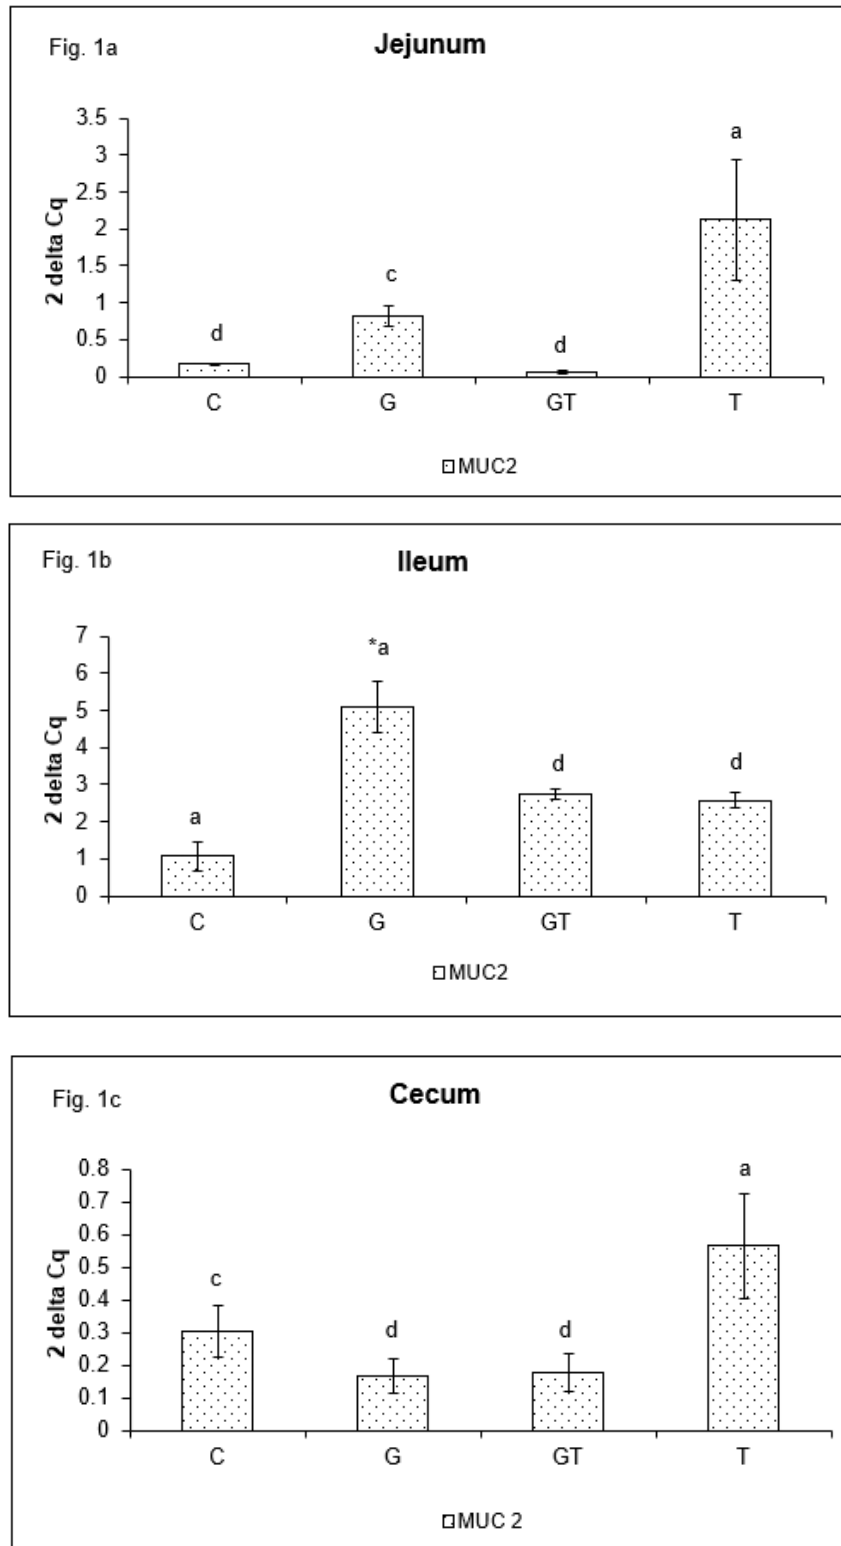 Fig. 1a
Jejunum
2 delta Cq
3.5
3
2.5
2
1.5
1
0.5
0
d
c
d
a
C G GT T
MUC2
Fig. 1b
Ileum
2 delta Cq
7
6
5
4
3
2
1
0
a
*a
d
d
C G GT T
MUC2
Fig. 1c
Cecum
2 delta Cq
0.8
0.7
0.6
0.5
0.4
0.3
0.2
0.1
0
c
d
d
a
C G GT T
MUC 2